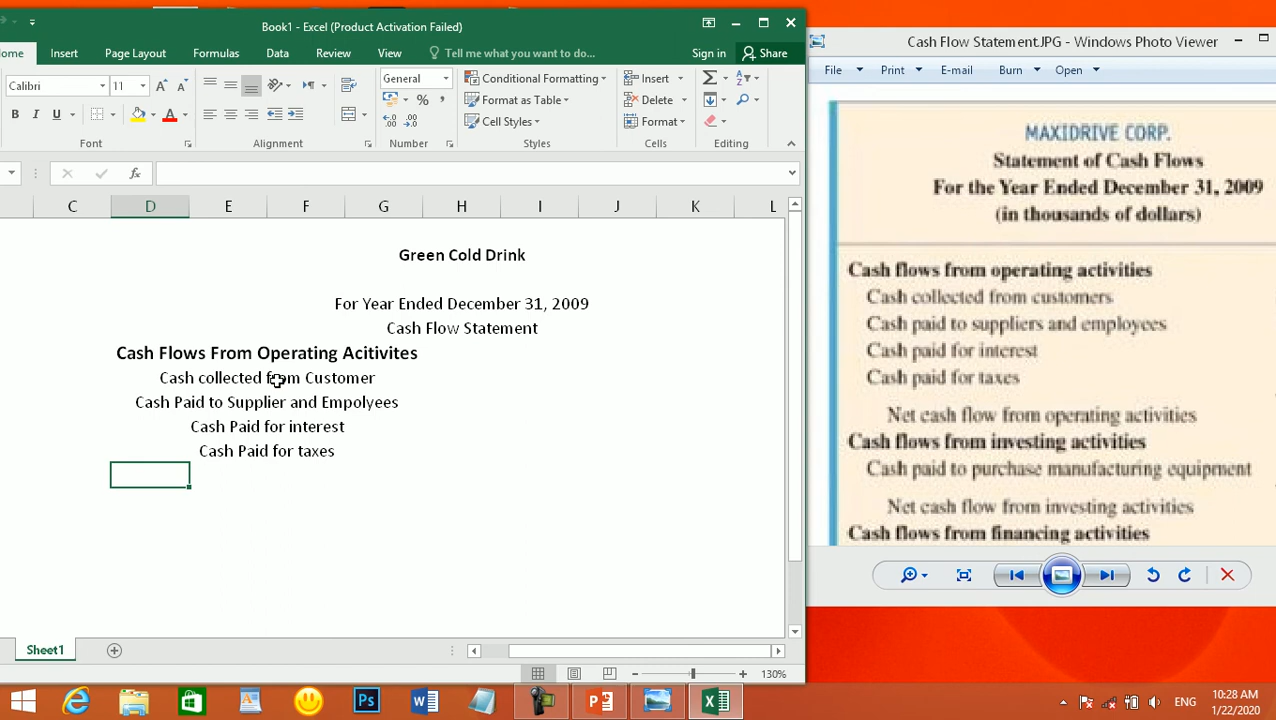 Book1 - Excel (Product Activation Failed)
ome Insert Page Layout Formulas Data Review View Tell me what you want to do... Sign in Share
Calibri 11 General Conditional Formatting Insert
Format as Table Delete
B I U A % , Cell Styles Format
Font Alignment Number Styles Cells Editing
fx
C D E F G H I J K L
Green Cold Drink
For Year Ended December 31, 2009
Cash Flow Statement
Cash Flows From Operating Acitivites
Cash collected from Customer
Cash Paid to Supplier and Empolyees
Cash Paid for interest
Cash Paid for taxes
Sheet1
130%
Cash Flow Statement.JPG - Windows Photo Viewer
File Print E-mail Burn Open
MAXIDRIVE CORP.
Statement of Cash Flows
For the Year Ended December 31, 2009
(in thousands of dollars)
Cash flows from operating activities
Cash collected from customers
Cash paid to suppliers and employees
Cash paid for interest
Cash paid for taxes
Net cash flow from operating activities
Cash flows from investing activities
Cash paid to purchase manufacturing equipment
Net cash flow from investing activities
Cash flows from financing activities
ENG
10:28 AM
1/22/2020